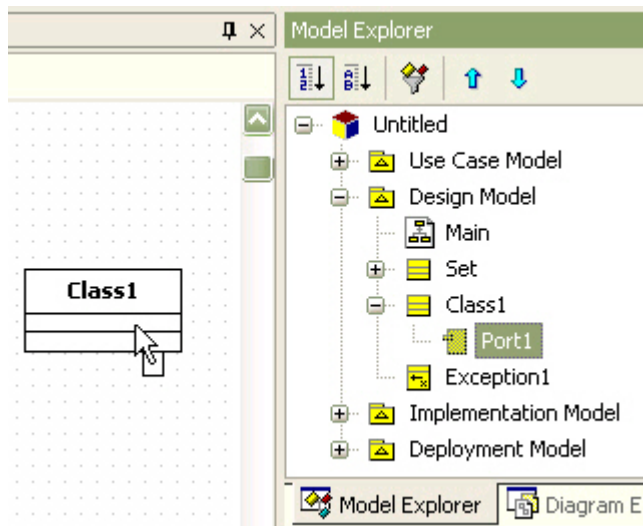 Model Explorer
Untitled
Use Case Model
Design Model
Main
Set
Class1
Class1
Port1
Exception1
Implementation Model
Deployment Model
Model Explorer
Diagram E